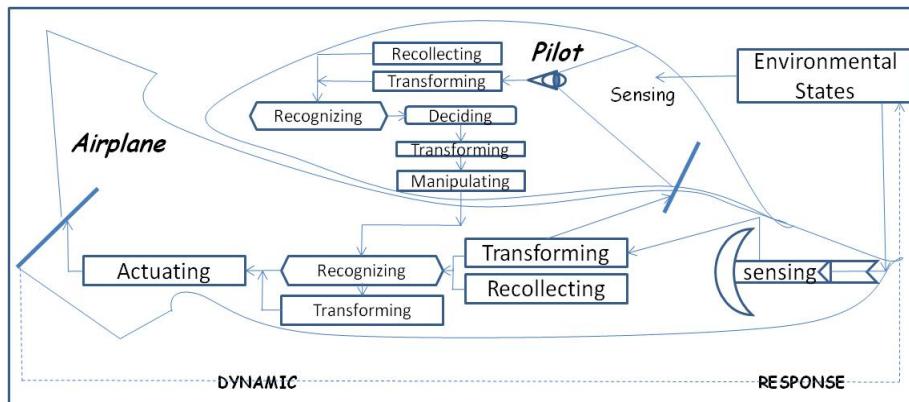 Recollecting
Pilot
Transforming
Environmental
States
Sensing
Recognizing
Deciding
Airplane
Transforming
Manipulating
Transforming
Actuating
Recognizing
sensing
Recollecting
Transforming
DYNAMIC
RESPONSE